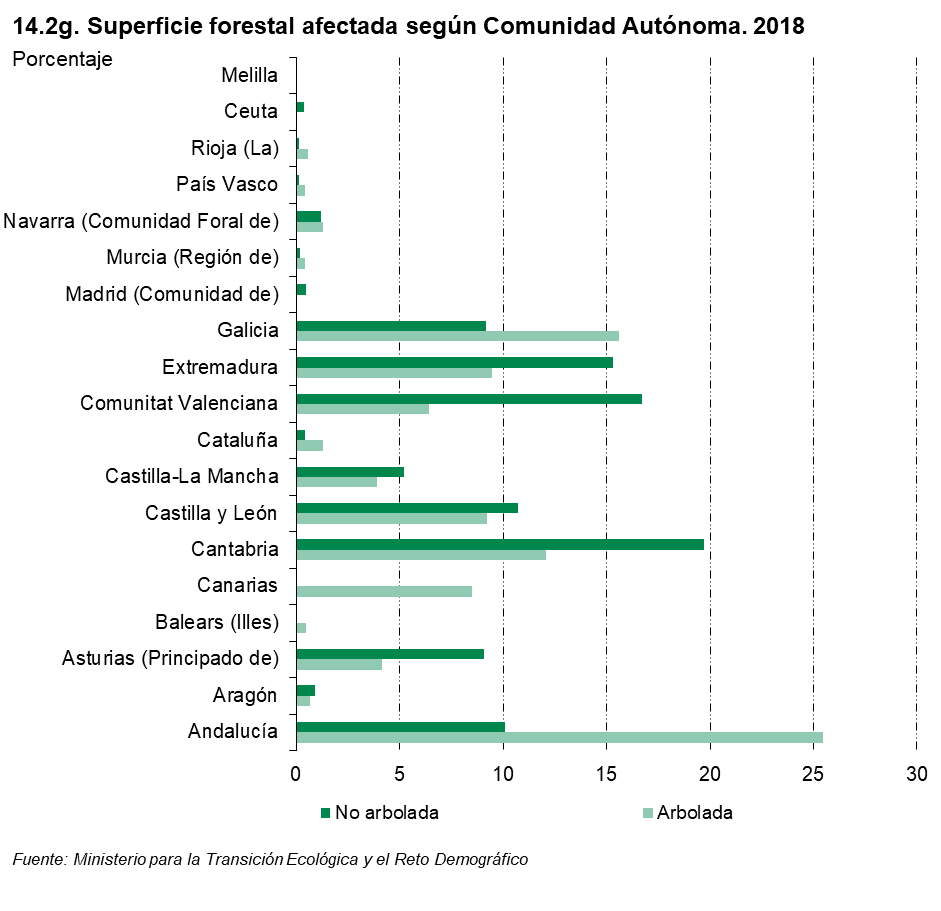 14.2g. Superficie forestal afectada según Comunidad Autónoma. 2018
Porcentaje
Melilla
Ceuta
Rioja (La)
País Vasco
Navarra (Comunidad Foral de)
Murcia (Región de)
Madrid (Comunidad de)
Galicia
Extremadura
Comunitat Valenciana
Cataluña
Castilla-La Mancha
Castilla y León
Cantabria
Canarias
Balears (Illes)
Asturias (Principado de)
Aragón
Andalucía
0 5 10 15 20 25 30
No arbolada Arbolada
Fuente: Ministerio para la Transición Ecológica y el Reto Demográfico